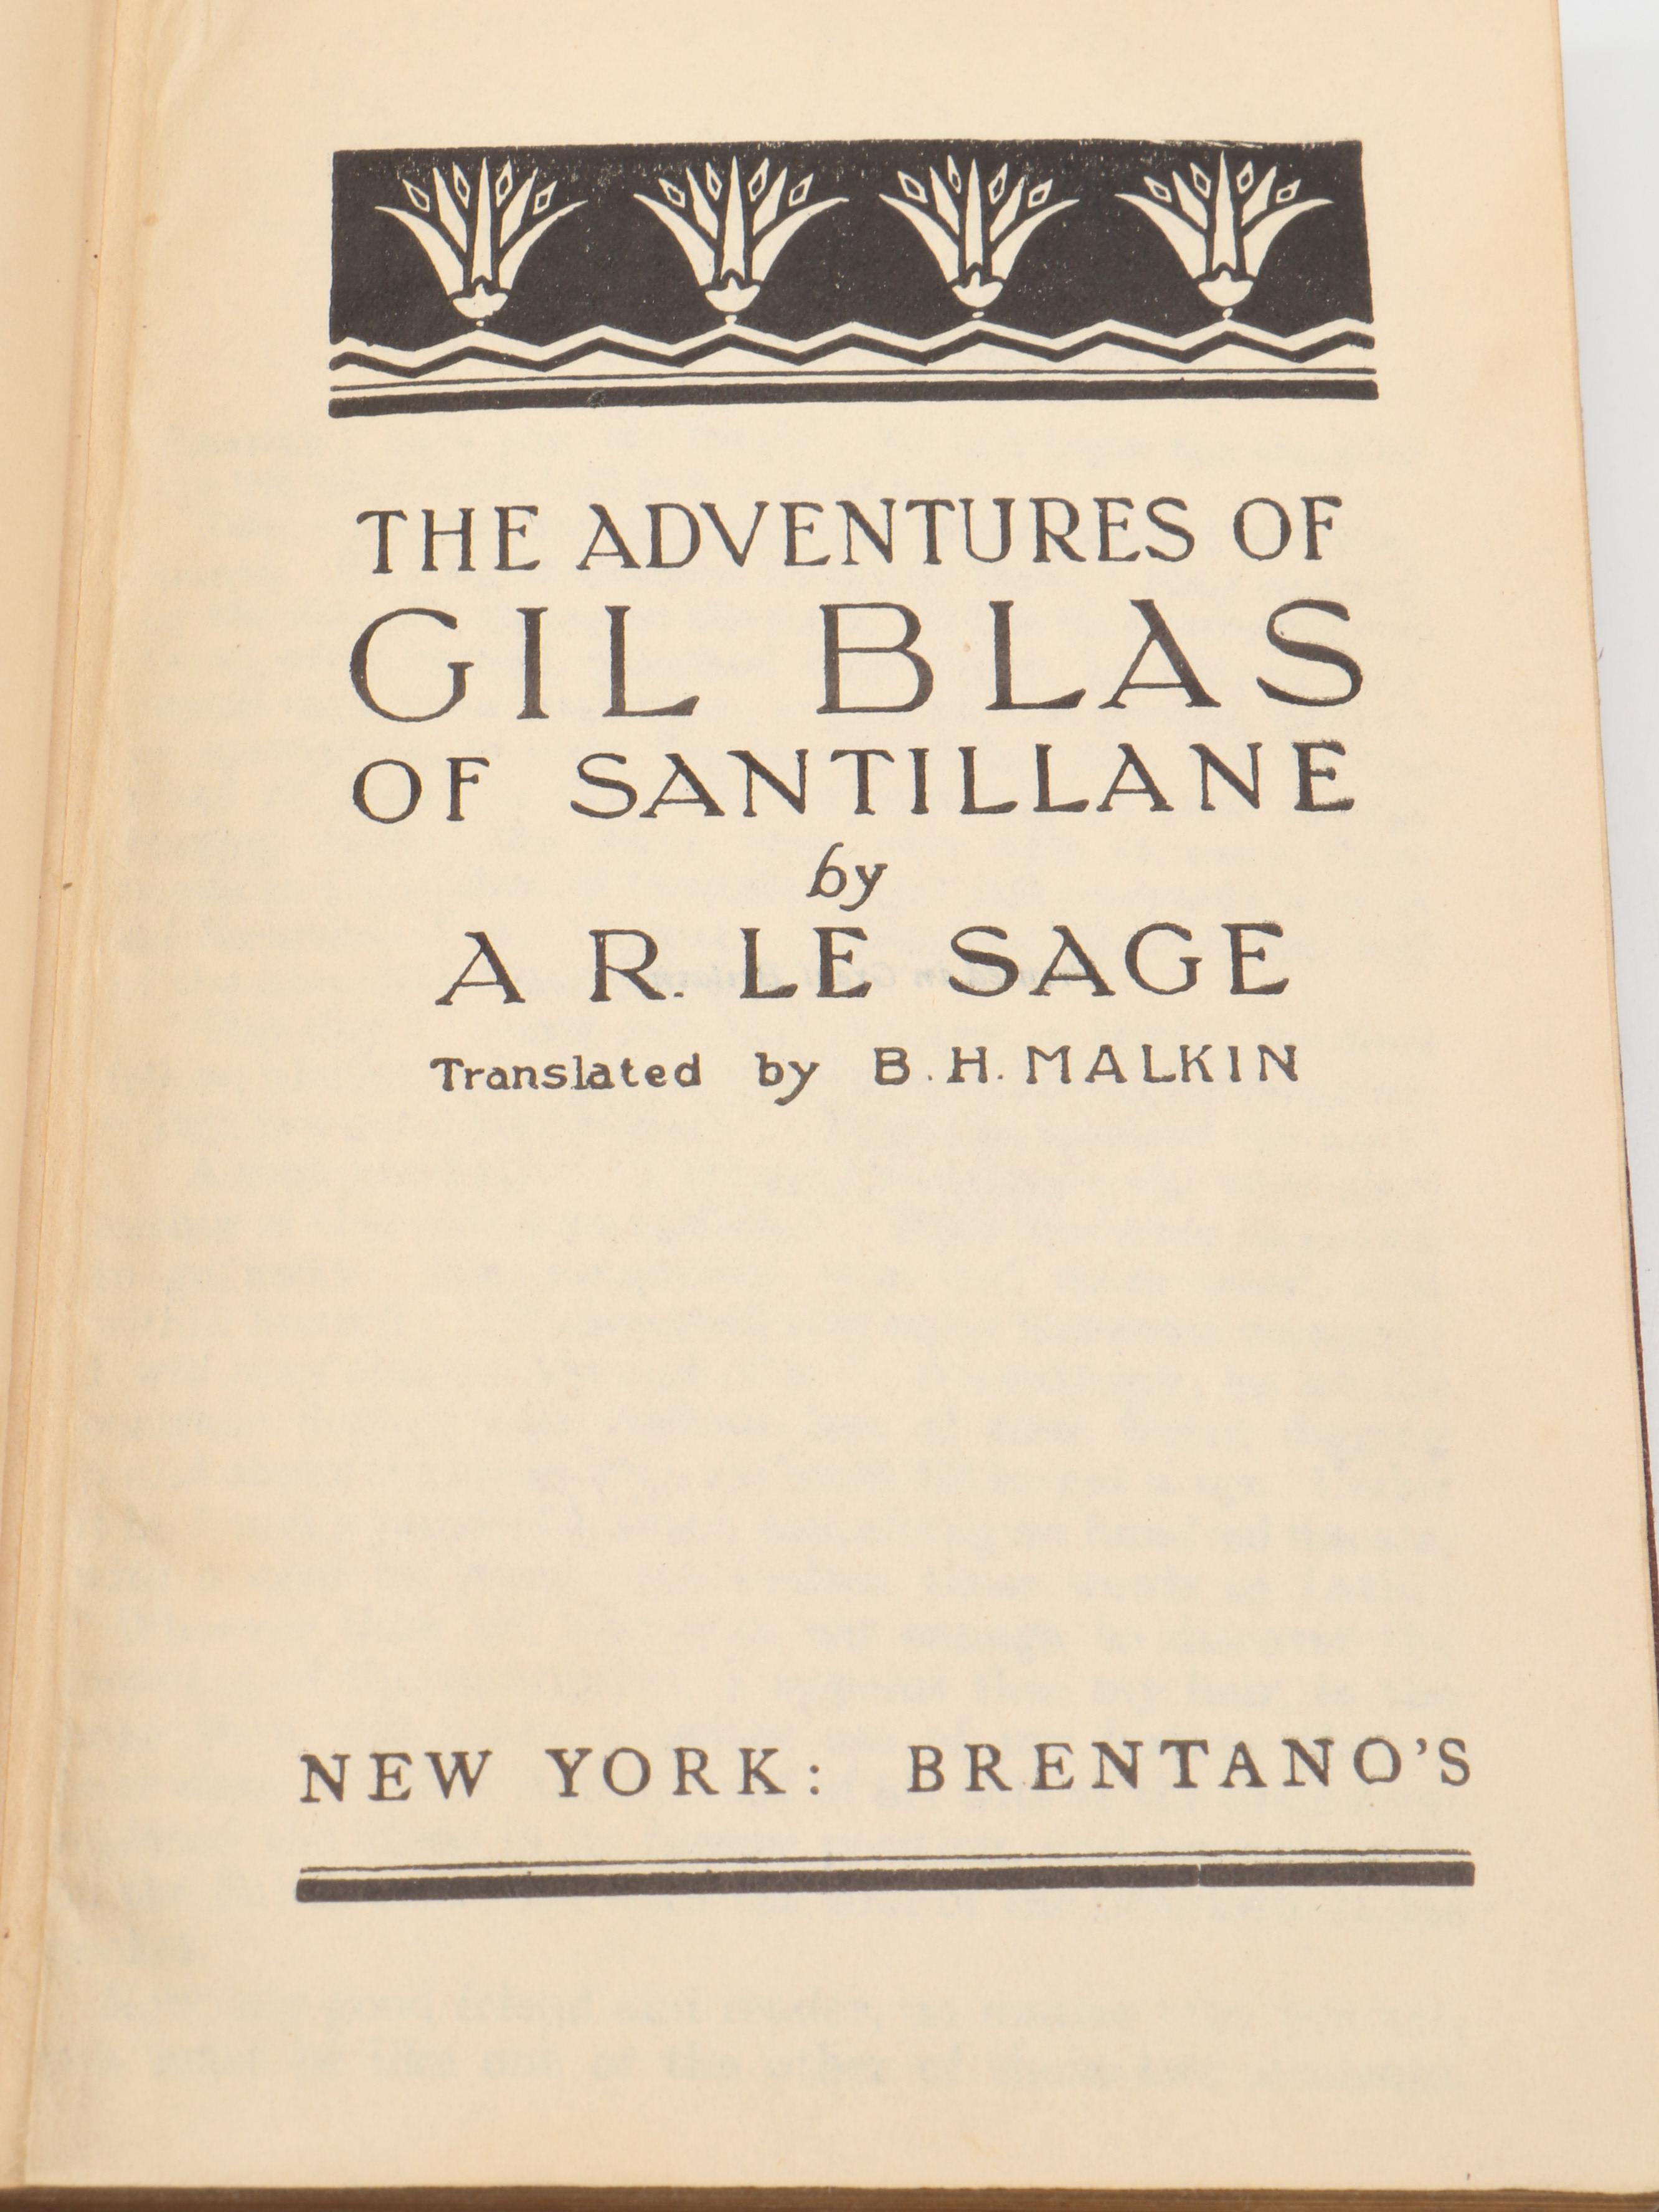 THE ADVENTURES OF
GIL BLAS
OF SANTILLANE
by
A R. LE SAGE
Translated by B.H.MALKIN
NEW YORK: BRENTANO'S